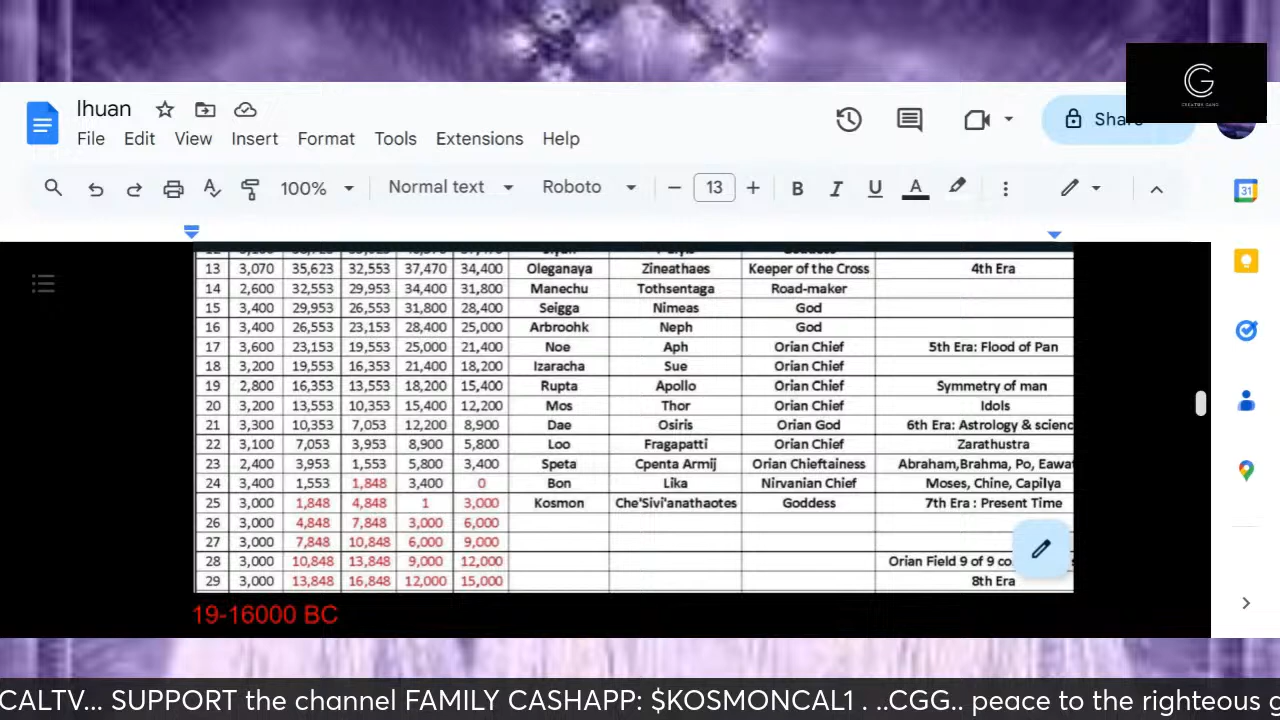 Ihuan
File Edit View Insert Format Tools Extensions Help
Share
CREATOR GANG
100% Normal text Roboto 13 B I U A
31
13 3,070 35,623 32,553 37,470 34,400 Oleganaya Zineathaes Keeper of the Cross 4th Era
14 2,600 32,553 29,953 34,400 31,800 Manechu Tothsentaga Road-maker
15 3,400 29,953 26,553 31,800 28,400 Seigga Nimeas God
16 3,400 26,553 23,153 28,400 25,000 Arbroohk Neph God
17 3,600 23,153 19,553 25,000 21,400 Noe Aph Orian Chief 5th Era: Flood of Pan
18 3,200 19,553 16,353 21,400 18,200 Izaracha Sue Orian Chief
19 2,800 16,353 13,553 18,200 15,400 Rupta Apollo Orian Chief Symmetry of man
20 3,200 13,553 10,353 15,400 12,200 Mos Thor Orian Chief Idols
21 3,300 10,353 7,053 12,200 8,900 Dae Osiris Orian God 6th Era: Astrology & scienc
22 3,100 7,053 3,953 8,900 5,800 Loo Fragapatti Orian Chief Zarathustra
23 2,400 3,953 1,553 5,800 3,400 Speta Cpenta Armij Orian Chieftainess Abraham,Brahma, Po, Eawa
24 3,400 1,553 1,848 3,400 0 Bon Lika Nirvanian Chief Moses, Chine, Capilya
25 3,000 1,848 4,848 1 3,000 Kosmon Che'Sivi'anathaotes Goddess 7th Era : Present Time
26 3,000 4,848 7,848 3,000 6,000
27 3,000 7,848 10,848 6,000 9,000
28 3,000 10,848 13,848 9,000 12,000 Orian Field 9 of 9 co
29 3,000 13,848 16,848 12,000 15,000 8th Era
19-16000 BC
CALTV... SUPPORT the channel FAMILY CASHAPP: $KOSMONCAL1 . ..CGG.. peace to the righteous g